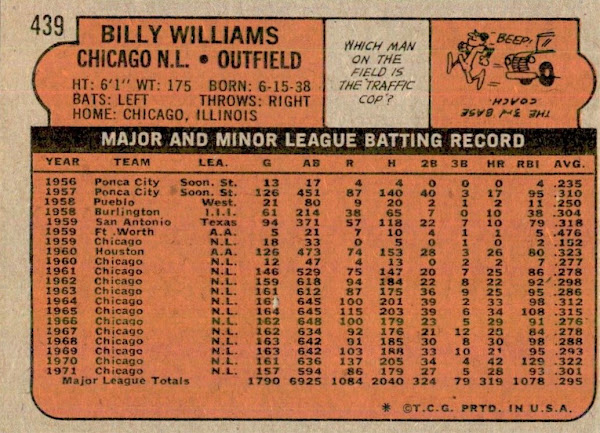 439
BILLY WILLIAMS
CHICAGO N.L. • OUTFIELD
HT: 6'1" WT: 175 BORN: 6-15-38
BATS: LEFT THROWS: RIGHT
HOME: CHICAGO, ILLINOIS
WHICH MAN
ON THE
FIELD IS
THE TRAFFIC
COP?
BEEP!
THE 3rd BASE
COACH
MAJOR AND MINOR LEAGUE BATTING RECORD
YEAR TEAM LEA. G AB R H 2B 3B HR RBI AVG.
1956 Ponca City Soon. St. 13 17 4 4 0 0 0 4 .235
1957 Ponca City Soon. St. 126 451 87 140 40 3 17 95 .310
1958 Pueblo West. 21 80 9 20 2 1 2 11 .250
1958 Burlington I.I.I. 61 214 38 65 7 0 10 38 .304
1959 San Antonio Texas 94 371 57 118 22 7 10 79 .318
1959 Ft. Worth A.A. 5 21 7 10 4 1 1 5 .476
1959 Chicago N.L. 18 33 0 5 0 1 0 2 .152
1960 Houston A.A. 126 473 74 153 28 3 26 80 .323
1960 Chicago N.L. 12 47 4 13 0 2 2 7 .277
1961 Chicago N.L. 146 529 75 147 20 7 25 86 .278
1962 Chicago N.L. 159 618 94 184 22 8 22 92 .298
1963 Chicago N.L. 161 612 87 175 36 9 25 95 .286
1964 Chicago N.L. 645 100 201 39 2 33 98 .312
1965 Chicago N.L. 164 645 115 203 39 6 34 108 .315
1966 Chicago N.L. 162 648 100 179 23 5 29 91 .276
1967 Chicago N.L. 162 634 92 176 21 12 28 84 .278
1968 Chicago N.L. 163 642 91 185 30 8 30 98 .288
1969 Chicago N.L. 163 642 103 188 33 10 21 95 .293
1970 Chicago N.L. 161 636 137 205 34 4 42 129 .322
1971 Chicago N.L. 157 594 86 179 27 5 28 93 .301
Major League Totals 1790 6925 1084 2040 324 79 319 1078 .295
* ©T.C.G. PRTD. IN U.S.A.